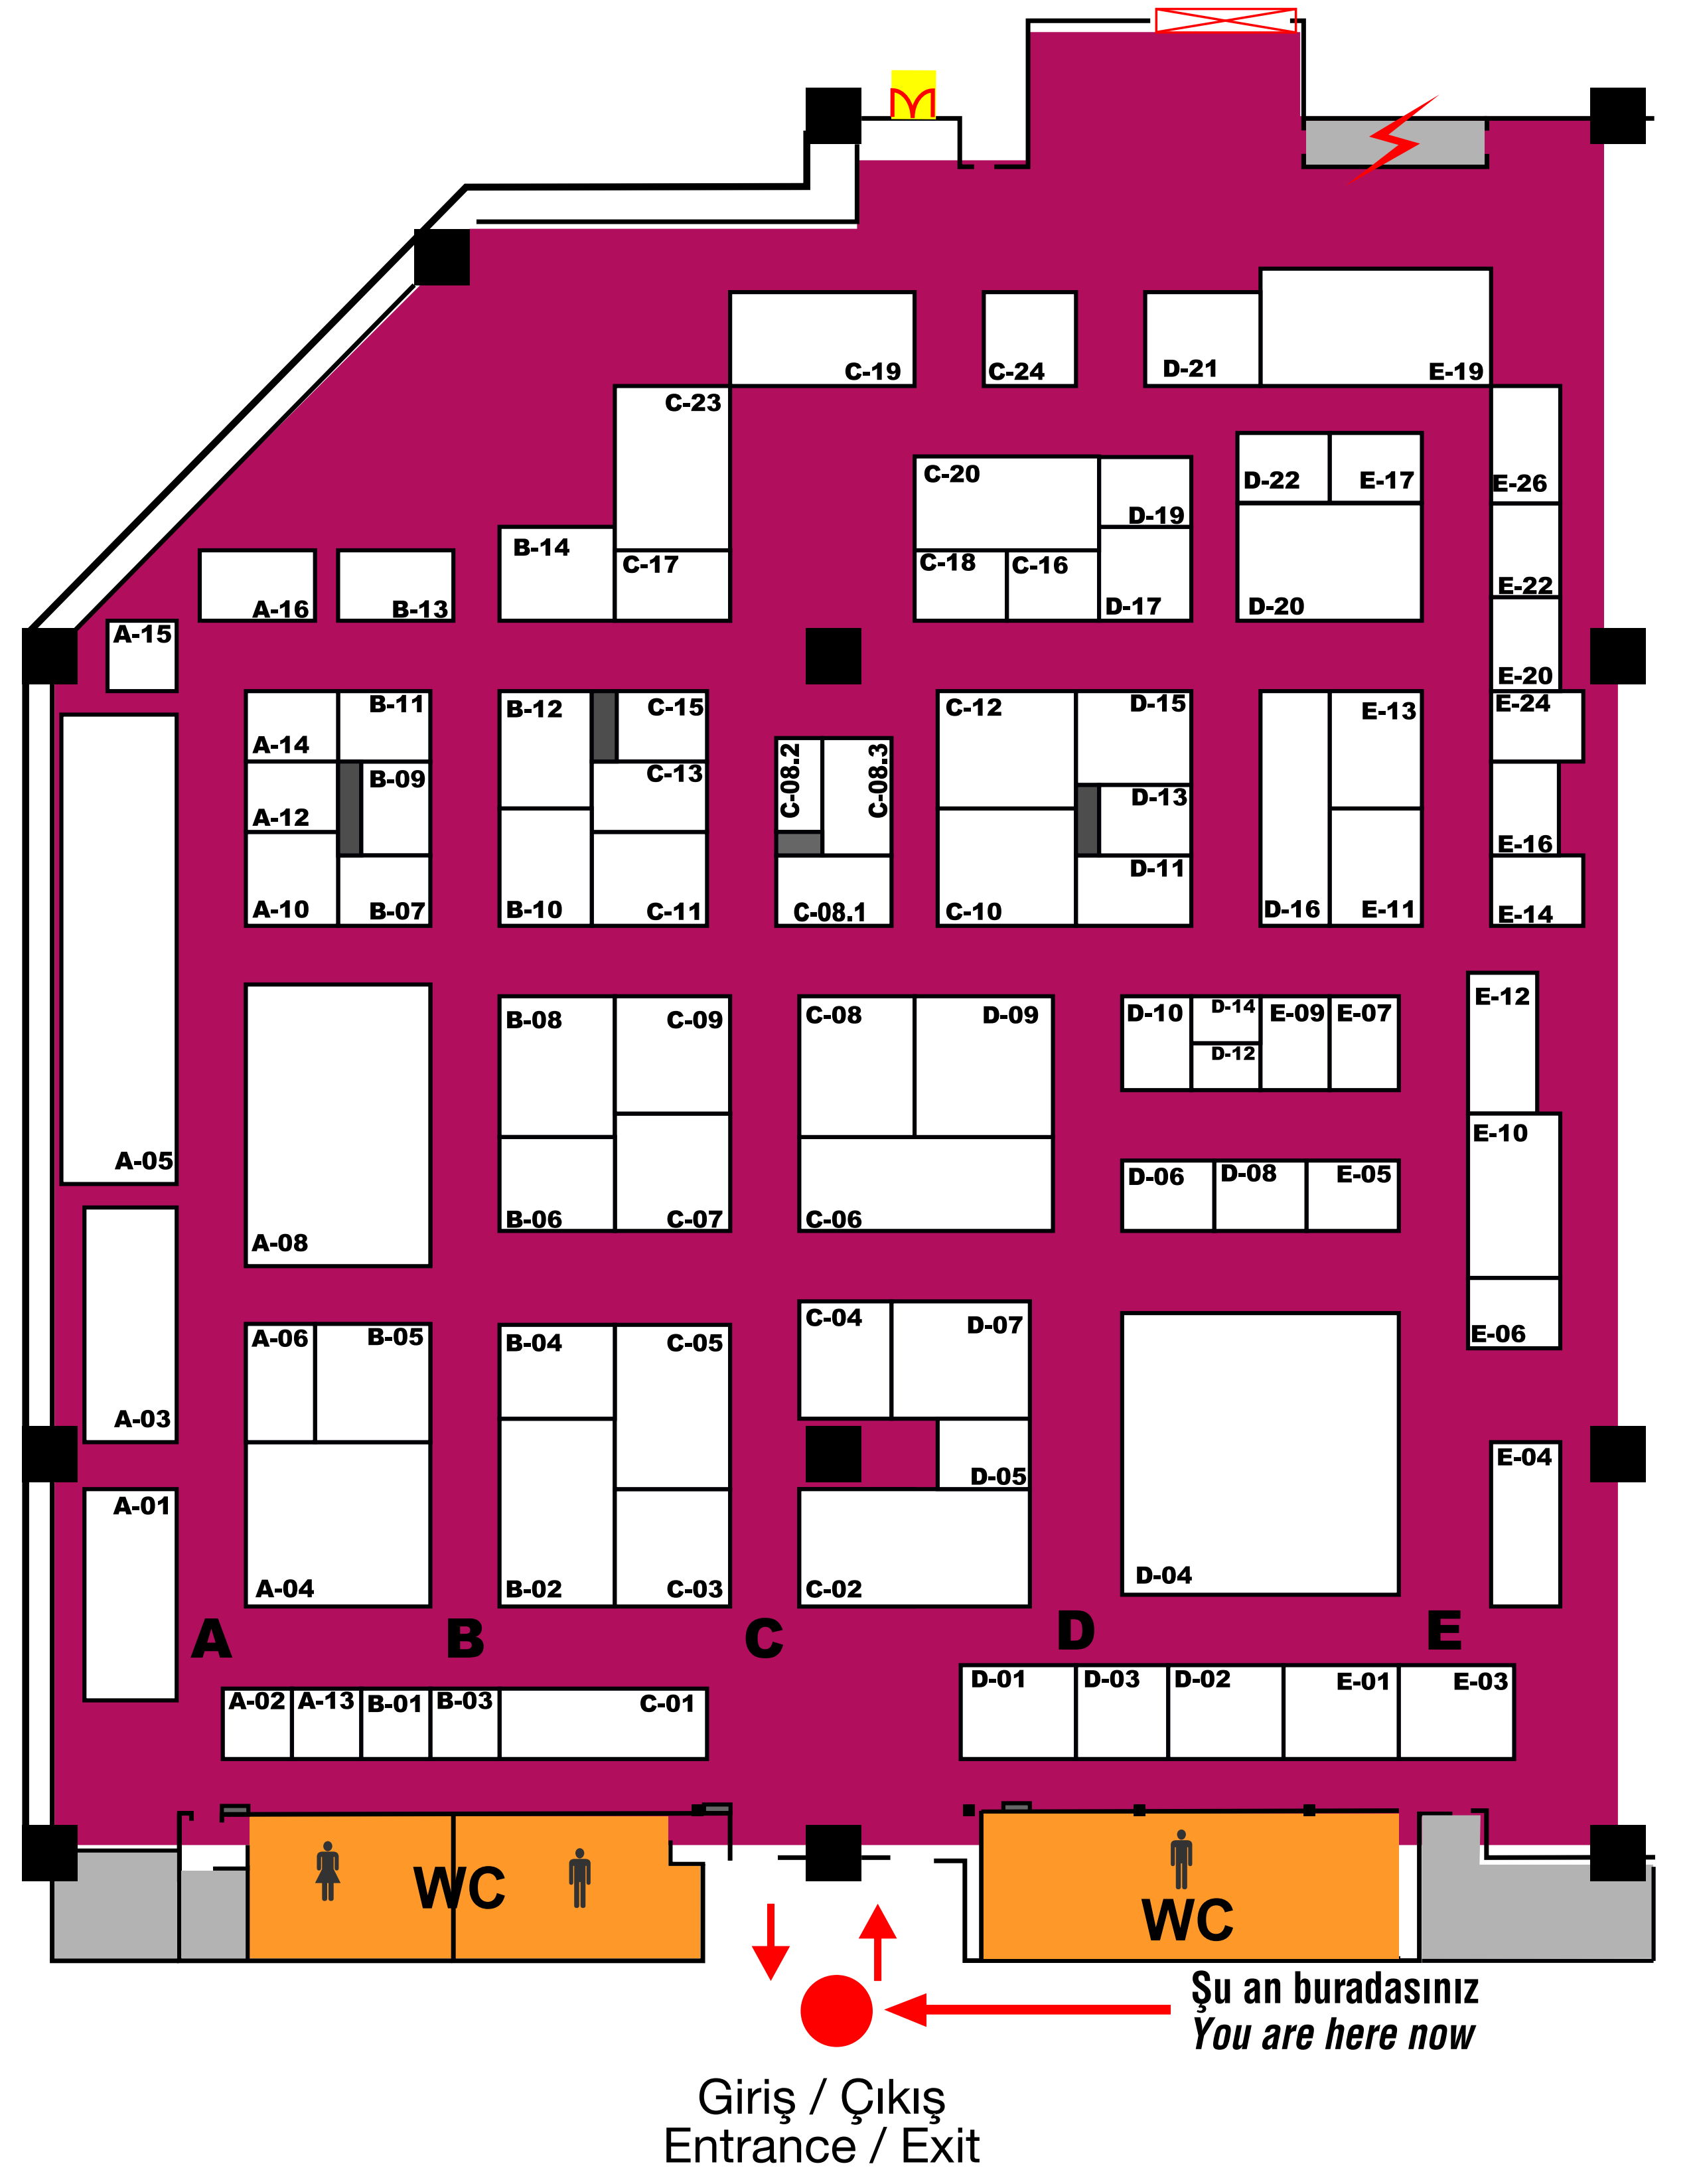 C-19
C-24
D-21
E-19
C-23
C-20
D-22
E-17
E-26
D-19
B-14
C-17
C-18
C-16
E-22
A-16
B-13
D-17
D-20
A-15
E-20
B-11
B-12
C-15
C-12
D-15
E-13
E-24
A-14
C-08.2
C-08.3
C-13
B-09
D-13
A-12
E-16
D-11
A-10
B-07
B-10
C-11
C-08.1
C-10
D-16
E-11
E-14
E-12
B-08
C-09
C-08
D-09
D-10
D-14
E-09
E-07
D-12
E-10
A-05
D-06
D-08
E-05
B-06
C-07
C-06
A-08
C-04
D-07
E-06
A-06
B-05
B-04
C-05
A-03
E-04
D-05
A-01
D-04
A-04
B-02
C-03
C-02
A
B
C
D
E
D-01
D-03
D-02
E-01
E-03
A-02
A-13
B-01
B-03
C-01
WC
WC
Şu an buradasınız
You are here now
Giriş / Çıkış
Entrance / Exit